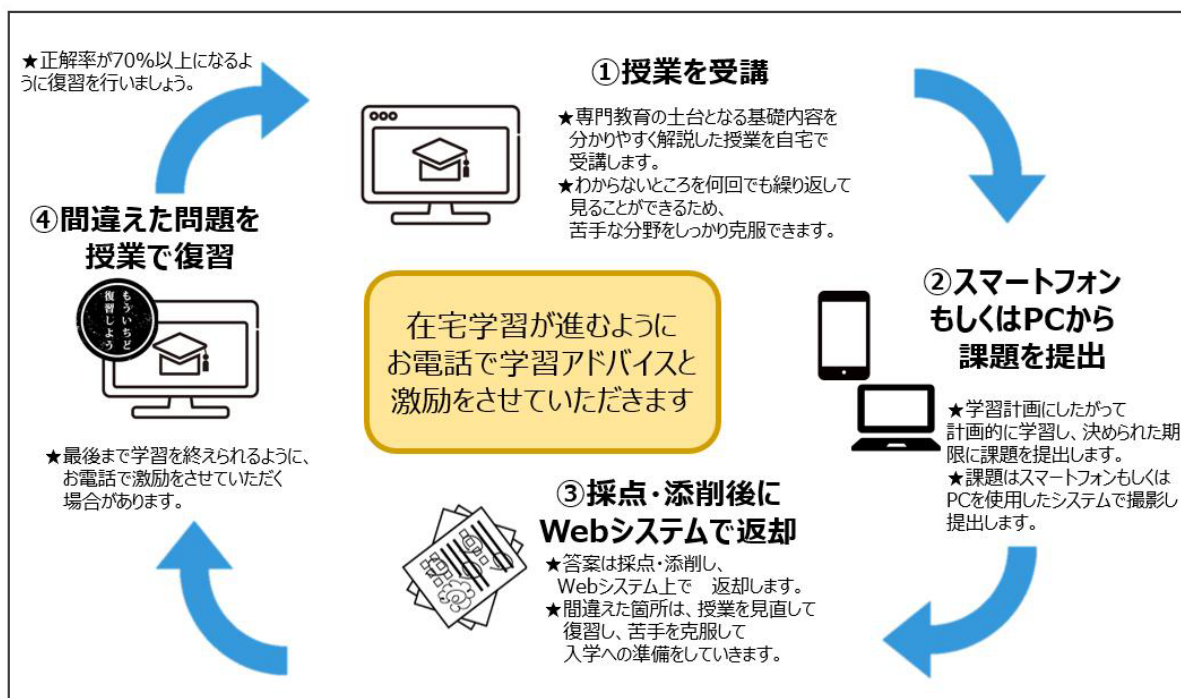 ①授業を受講
★専門教育の土台となる基礎内容を
分かりやすく解説した授業を自宅で
受講します。
★わからないところを何回でも繰り返して
見ることができるため、
苦手な分野をしっかり克服できます。
②スマートフォン
もしくはPCから
課題を提出
★学習計画にしたがって
計画的に学習し、決められた期
限に課題を提出します。
★課題はスマートフォンもしくは
PCを使用したシステムで撮影し
提出します。
③採点・添削後に
Webシステムで返却
★答案は採点・添削し、
Webシステム上で　返却します。
★間違えた箇所は、授業を見直して
復習し、苦手を克服して
入学への準備をしていきます。
④間違えた問題を
授業で復習
もういちど
復習しよう
★最後まで学習を終えられるように、
お電話で激励をさせていただく
場合があります。
★正解率が70%以上になるよ
うに復習を行いましょう。
在宅学習が進むように
お電話で学習アドバイスと
激励をさせていただきます